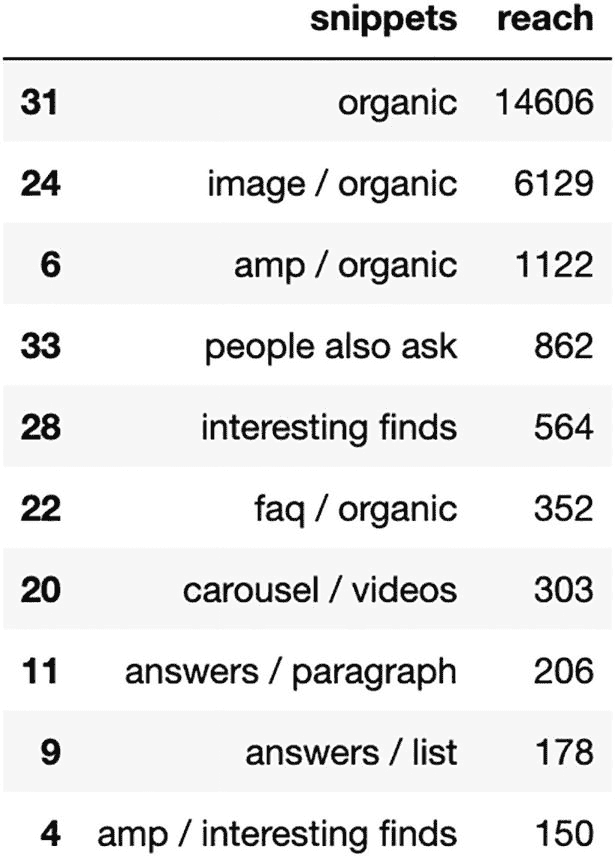 snippets reach
31 organic 14606
24 image / organic 6129
6 amp / organic 1122
33 people also ask 862
28 interesting finds 564
22 faq / organic 352
20 carousel / videos 303
11 answers / paragraph 206
9 answers / list 178
4 amp / interesting finds 150